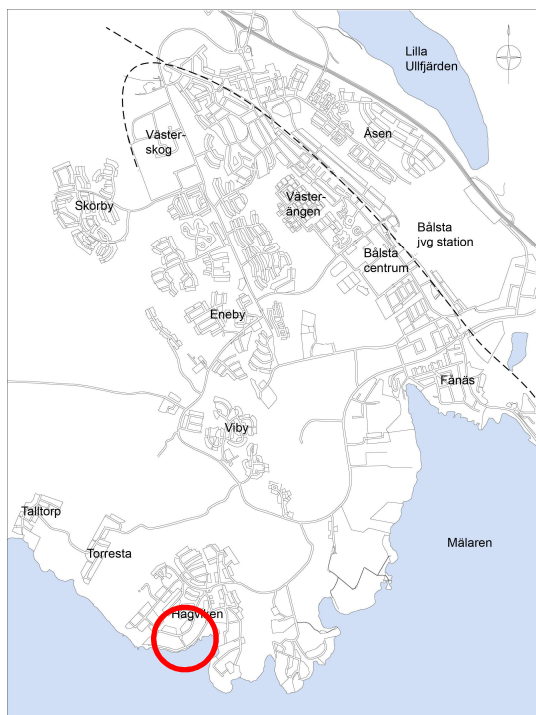 Lilla
Ullfjärden
Åsen
Väster-
skog
Skörby
Väster-
ängen
Bålsta
jvg station
Bålsta
centrum
Eneby
Fånäs
Viby
Talltorp
Torresta
Mälaren
Hagviken